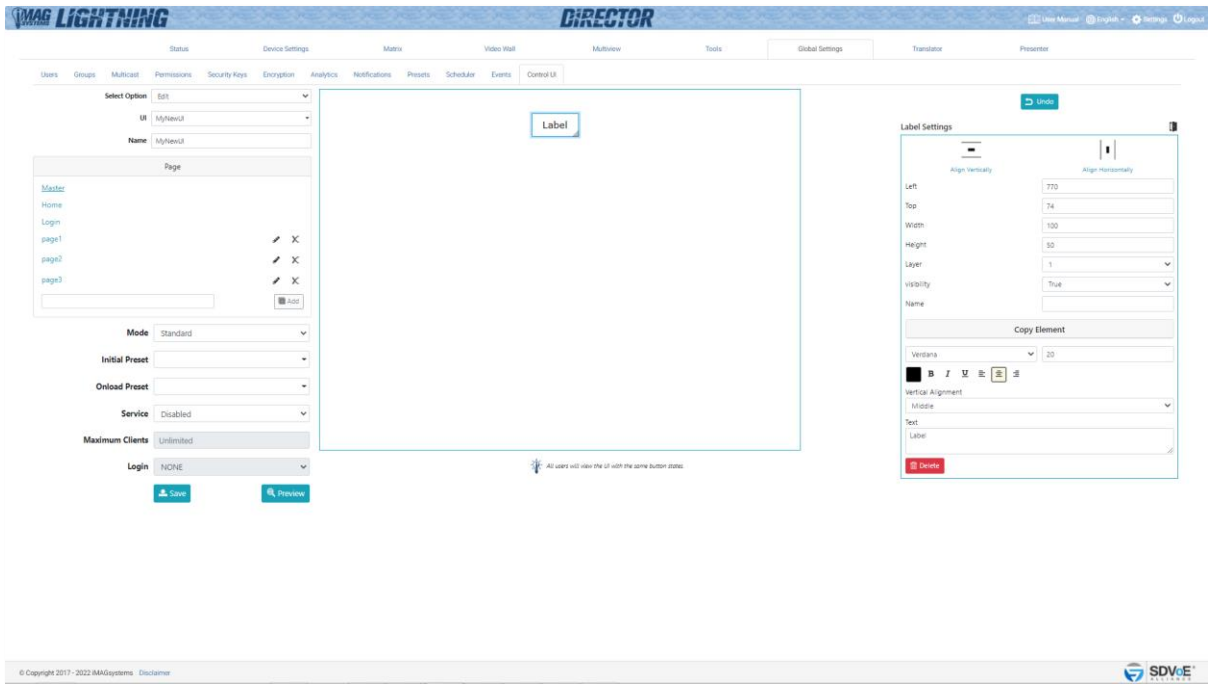 iMAG SYSTEMS LIGHTNING DiRECTOR User Manual English Settings Logout
Status Device Settings Matrix Video Wall Multiview Tools Global Settings Translator Presenter
Users Groups Multicast Permissions Security Keys Encryption Analytics Notifications Presets Scheduler Events Control UI
Select Option Edit
UI MyNewUI
Name MyNewUI
Page
Master
Home
Login
page1
page2
page3
Add
Mode Standard
Initial Preset
Onload Preset
Service Disabled
Maximum Clients Unlimited
Login NONE
Save Preview
Label
All users will view the UI with the same button states.
Undo
Label Settings
Align Vertically Align Horizontally
Left 770
Top 74
Width 100
Height 50
Layer 1
visibility True
Name
Copy Element
Verdana 20
B I U
Vertical Alignment
Middle
Text
Label
Delete
© Copyright 2017 - 2022 iMAGsystems Disclaimer
SDVoE
ALLIANCE